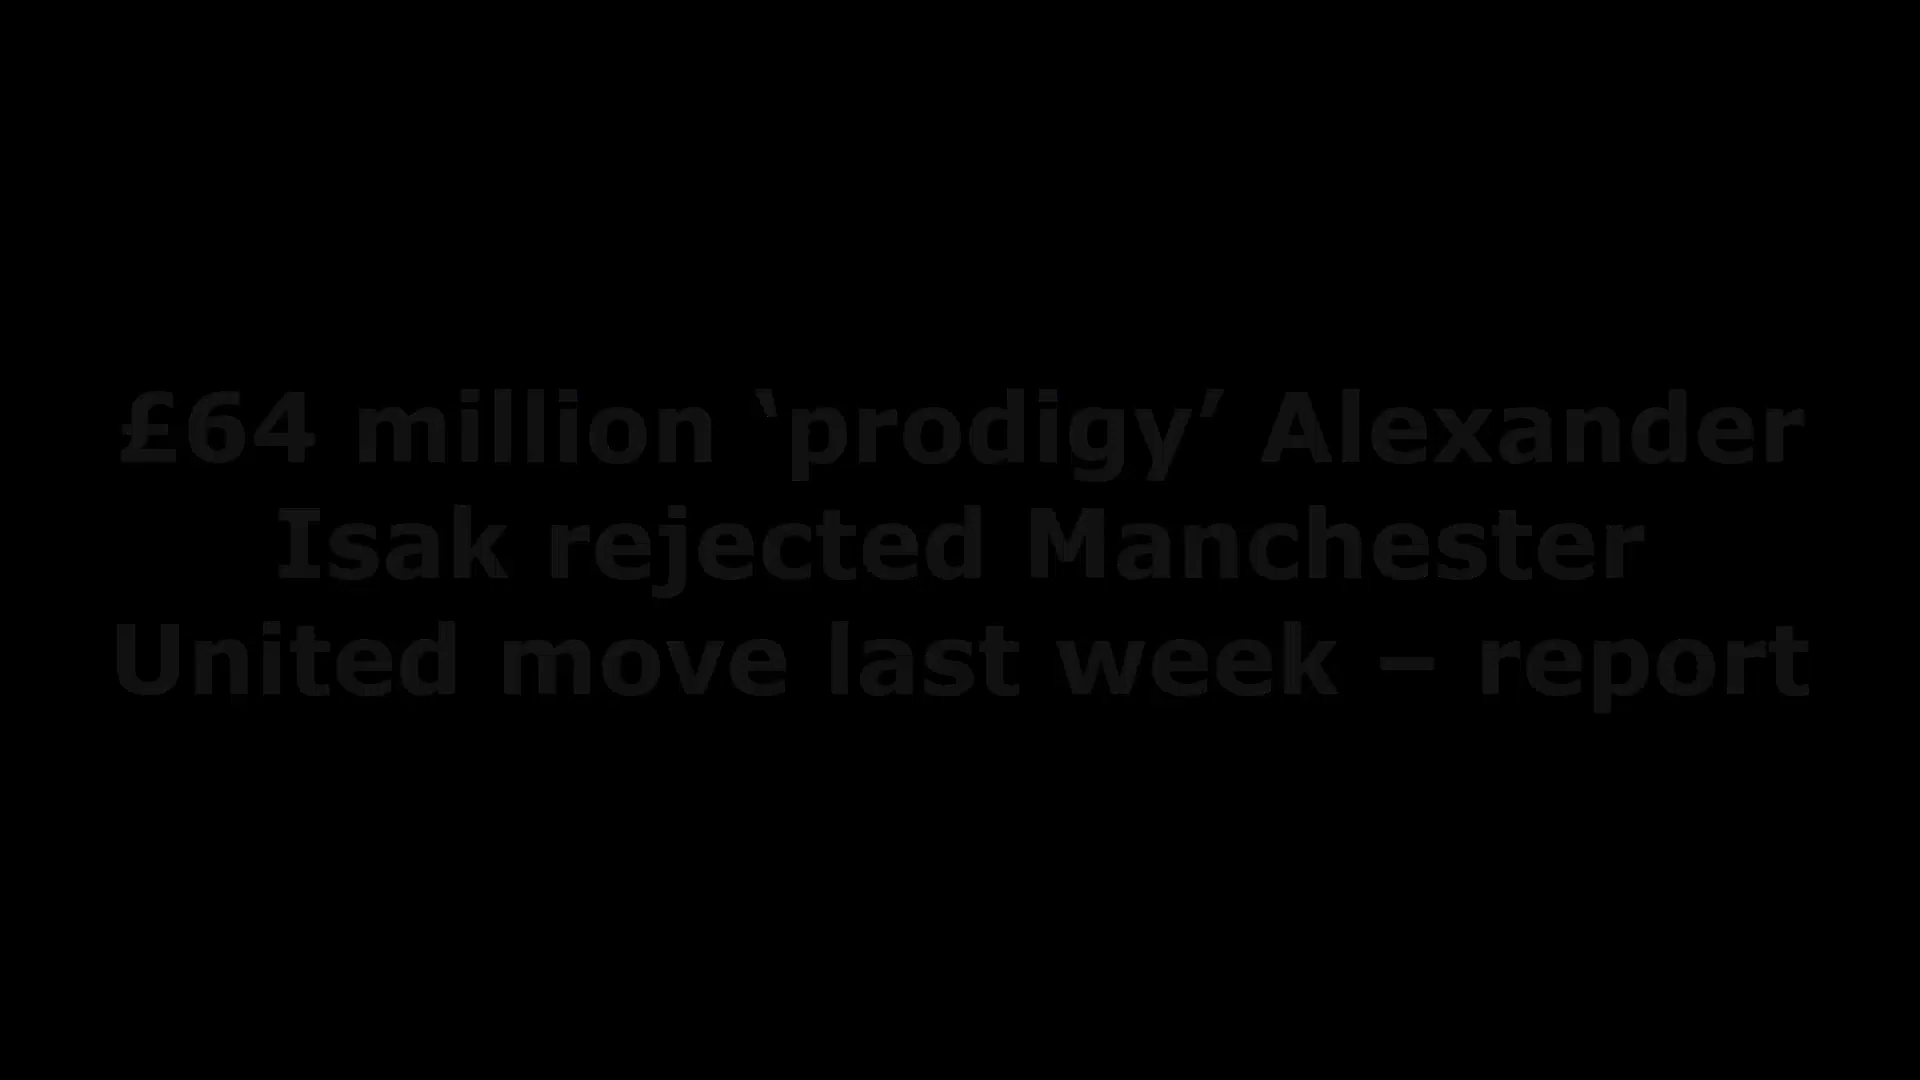 £64 million ‘prodigy’ Alexander
Isak rejected Manchester
United move last week – report